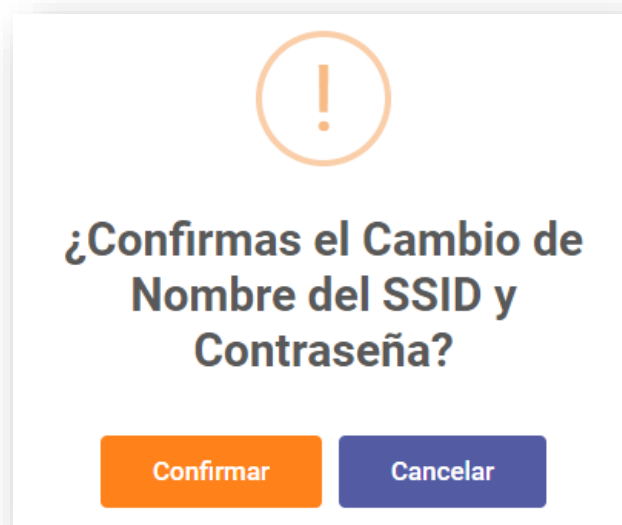 !
¿Confirmas el Cambio de
Nombre del SSID y
Contraseña?
Confirmar
Cancelar